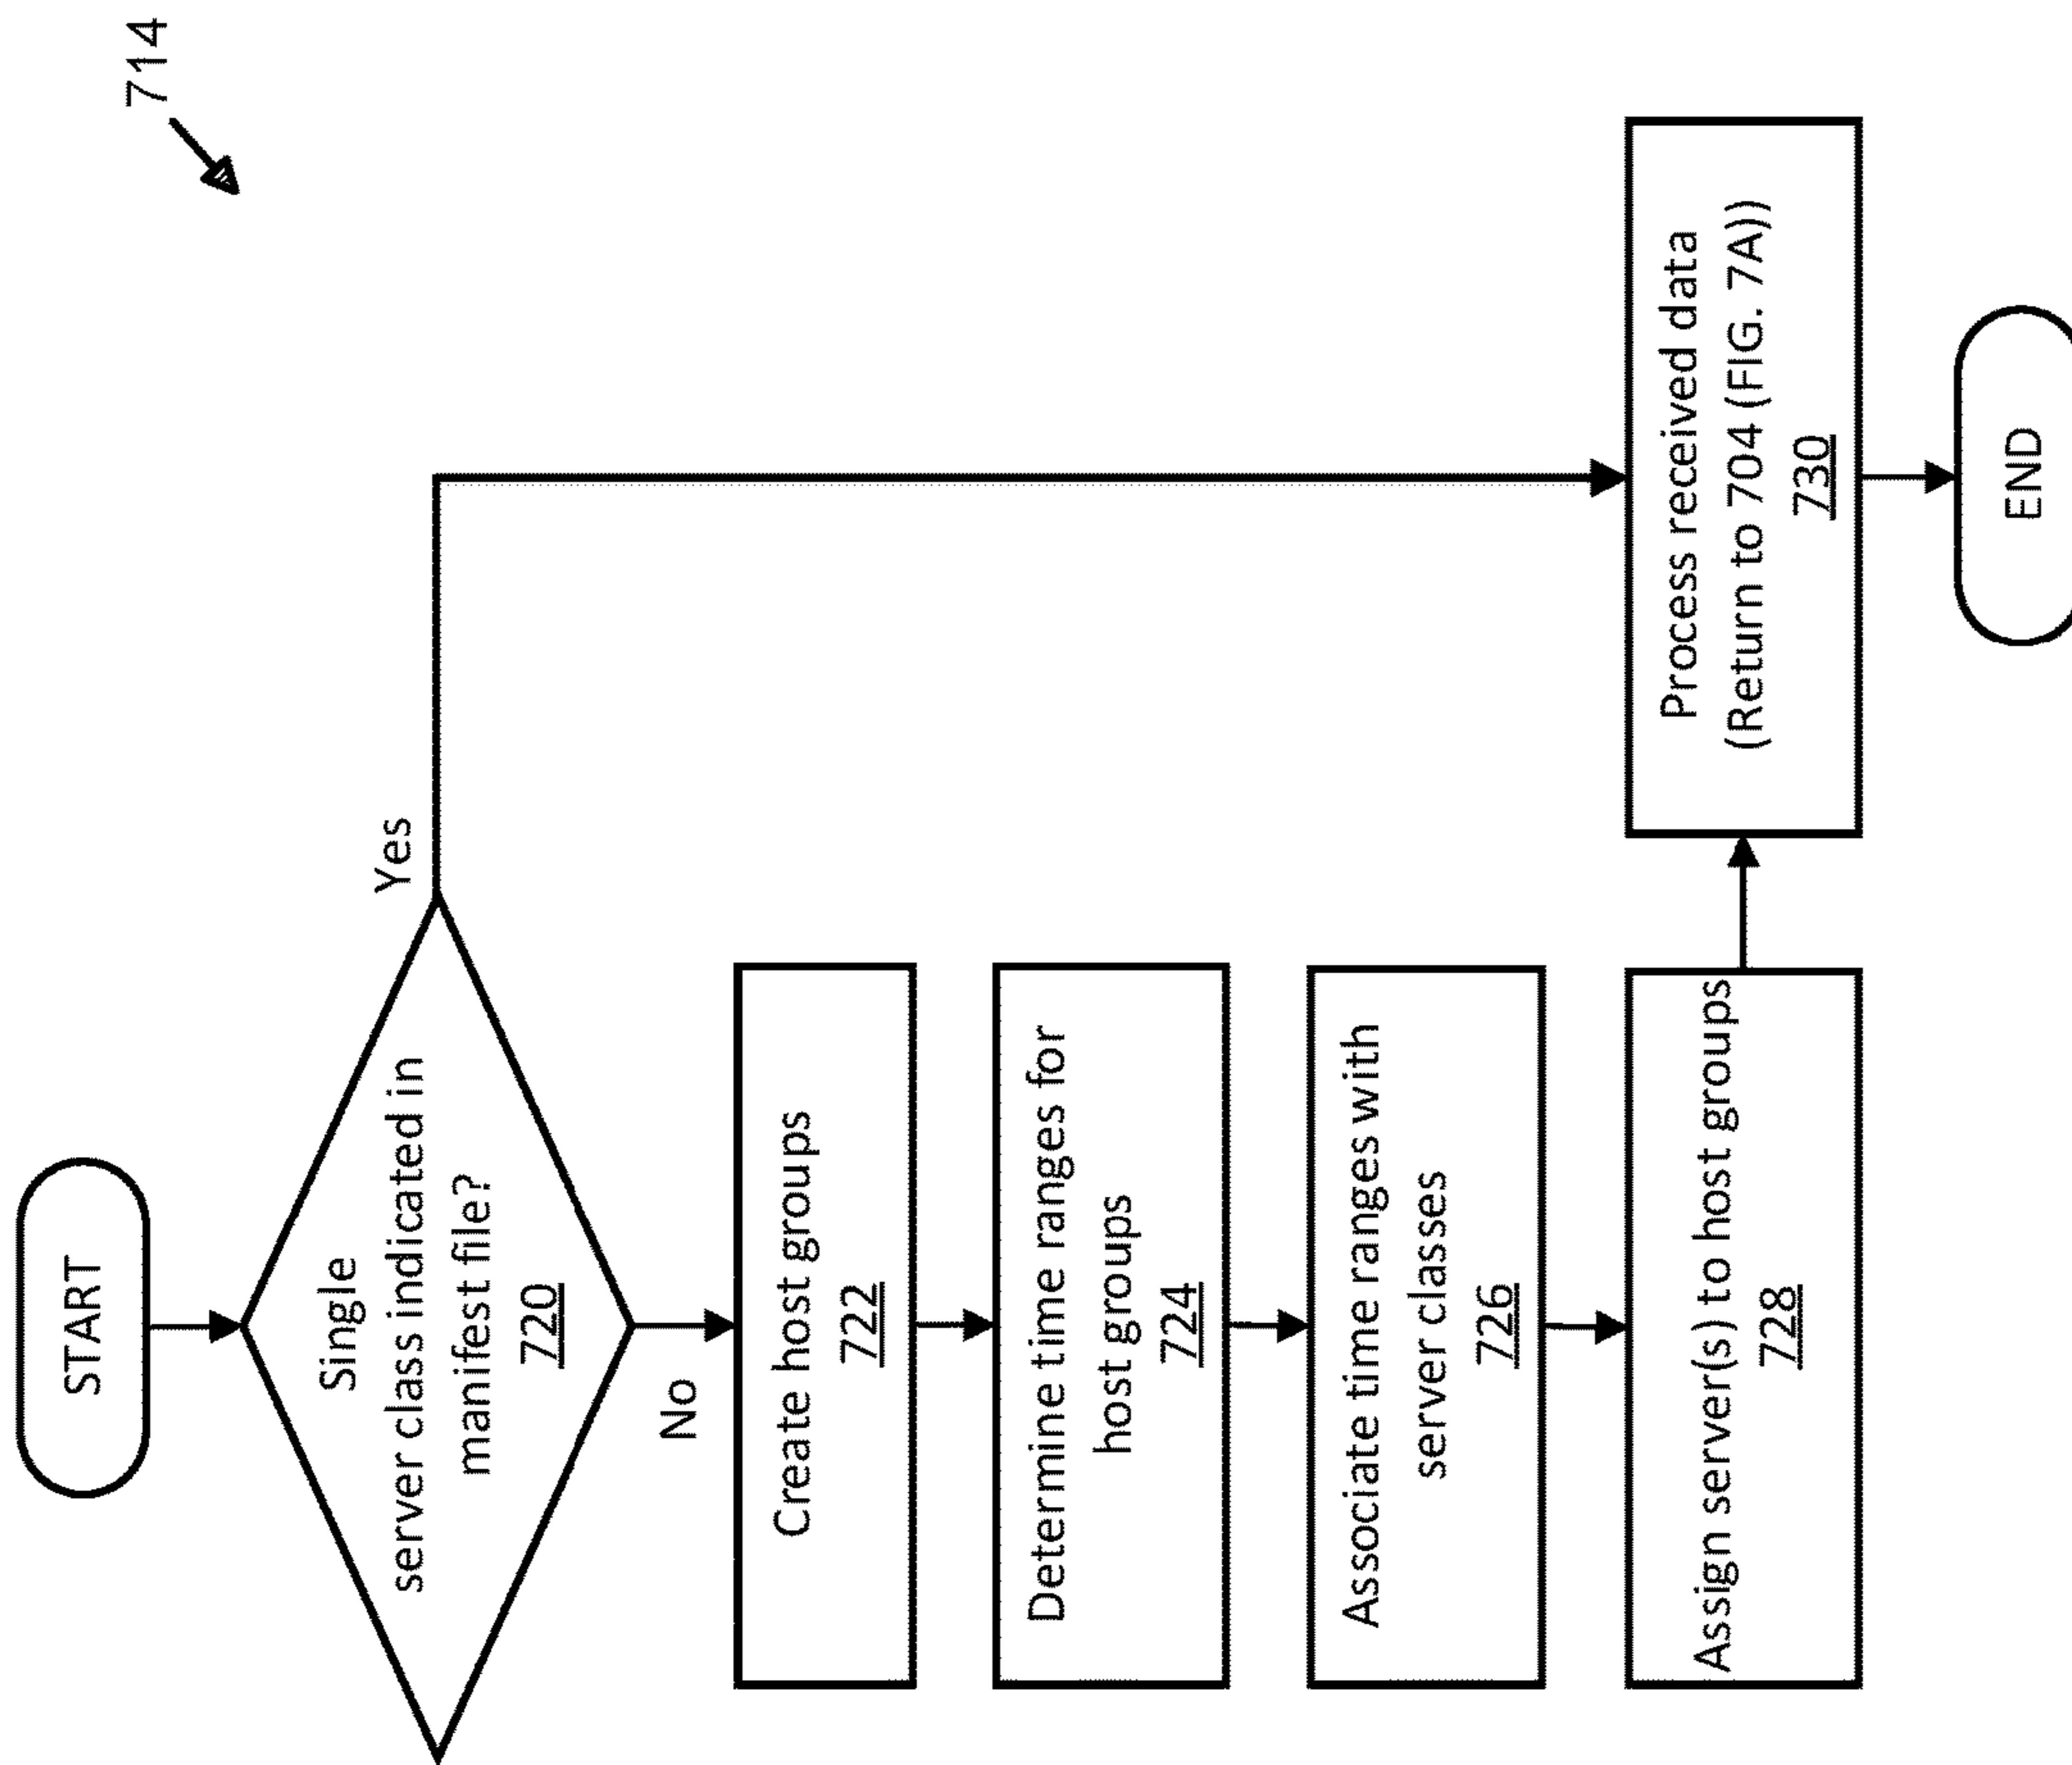 714
START
Single
server class indicated in
manifest file?
720
Yes
No
Create host groups
722
Determine time ranges for
host groups
724
Associate time ranges with
server classes
726
Assign server(s) to host groups
728
Process received data
(Return to 704 (FIG. 7A))
730
END